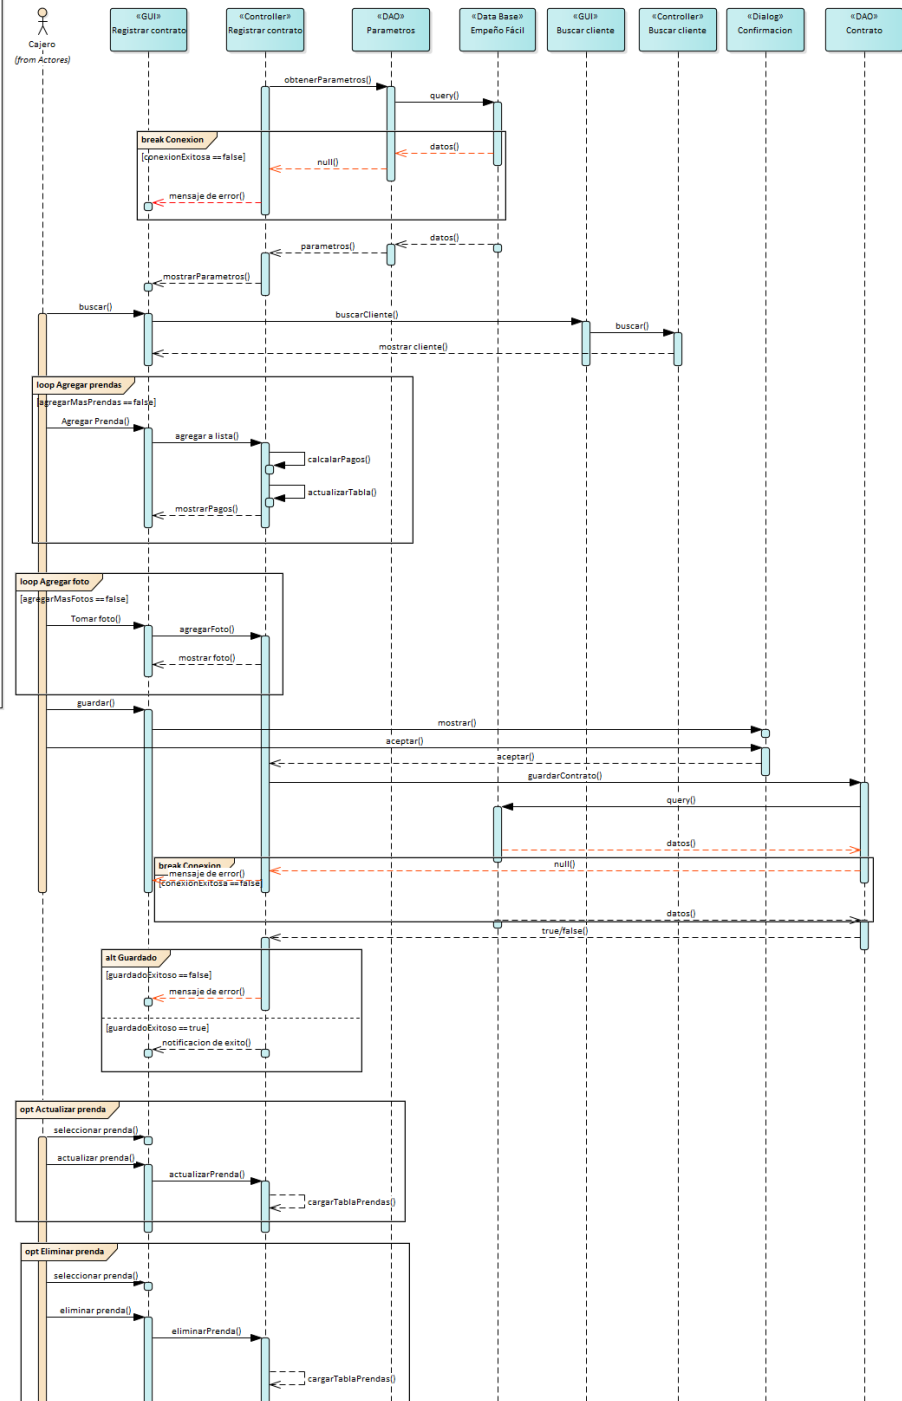 Cajero
(from Actores)
«GUI»
Registrar contrato
«Controller»
Registrar contrato
«DAO»
Parametros
«Data Base»
Empeño Fácil
«GUI»
Buscar cliente
«Controller»
Buscar cliente
«Dialog»
Confirmacion
«DAO»
Contrato
obtenerParametros()
query()
break Conexion
[conexionExitosa ==false]
datos()
null()
mensaje de error()
datos()
parametros()
mostrarParametros()
buscar()
buscarCliente()
buscar()
mostrar cliente()
loop Agregar prendas
[agregarMasPrendas ==false]
Agregar Prenda()
agregar a lista()
calcalarPagos()
actualizarTabla()
mostrarPagos()
loop Agregar foto
[agregarMasFotos ==false]
Tomar foto()
agregarFoto()
mostrar foto()
guardar()
mostrar()
aceptar()
aceptar()
guardarContrato()
query()
datos()
break Conexion
null()
mensaje de error()
[conexionExitosa ==false]
datos()
true/false()
alt Guardado
[guardadoExitoso ==false]
mensaje de error()
[guardadoExitoso ==true]
notificacion de exito()
opt Actualizar prenda
seleccionar prenda()
actualizar prenda()
actualizarPrenda()
cargarTablaPrendas()
opt Eliminar prenda
seleccionar prenda()
eliminar prenda()
eliminarPrenda()
cargarTablaPrendas()